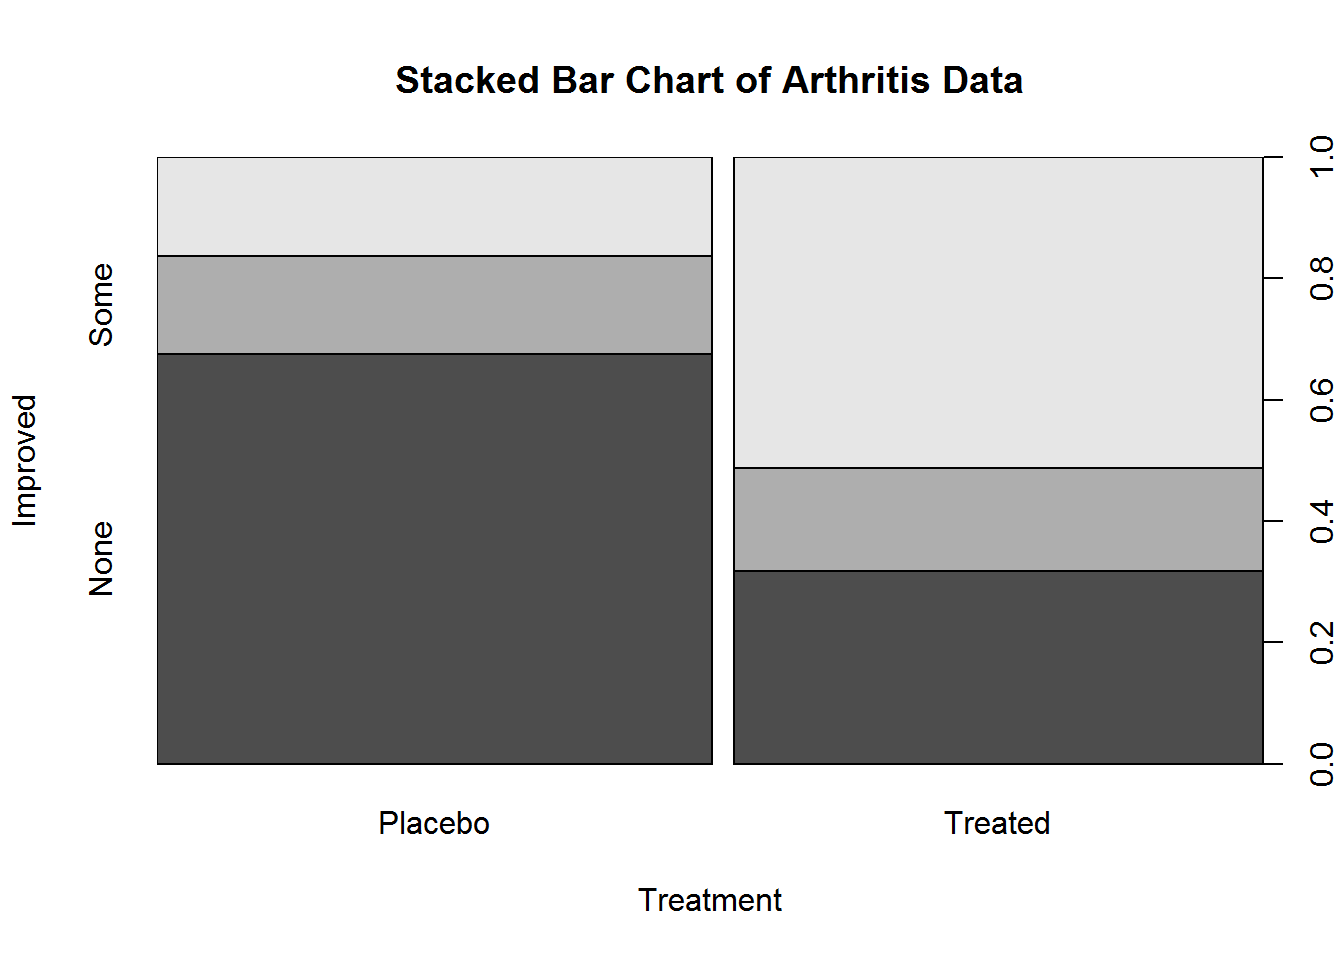 Stacked Bar Chart of Arthritis Data
Improved
Some
None
1.0
0.8
0.6
0.4
0.2
0.0
Placebo
Treated
Treatment